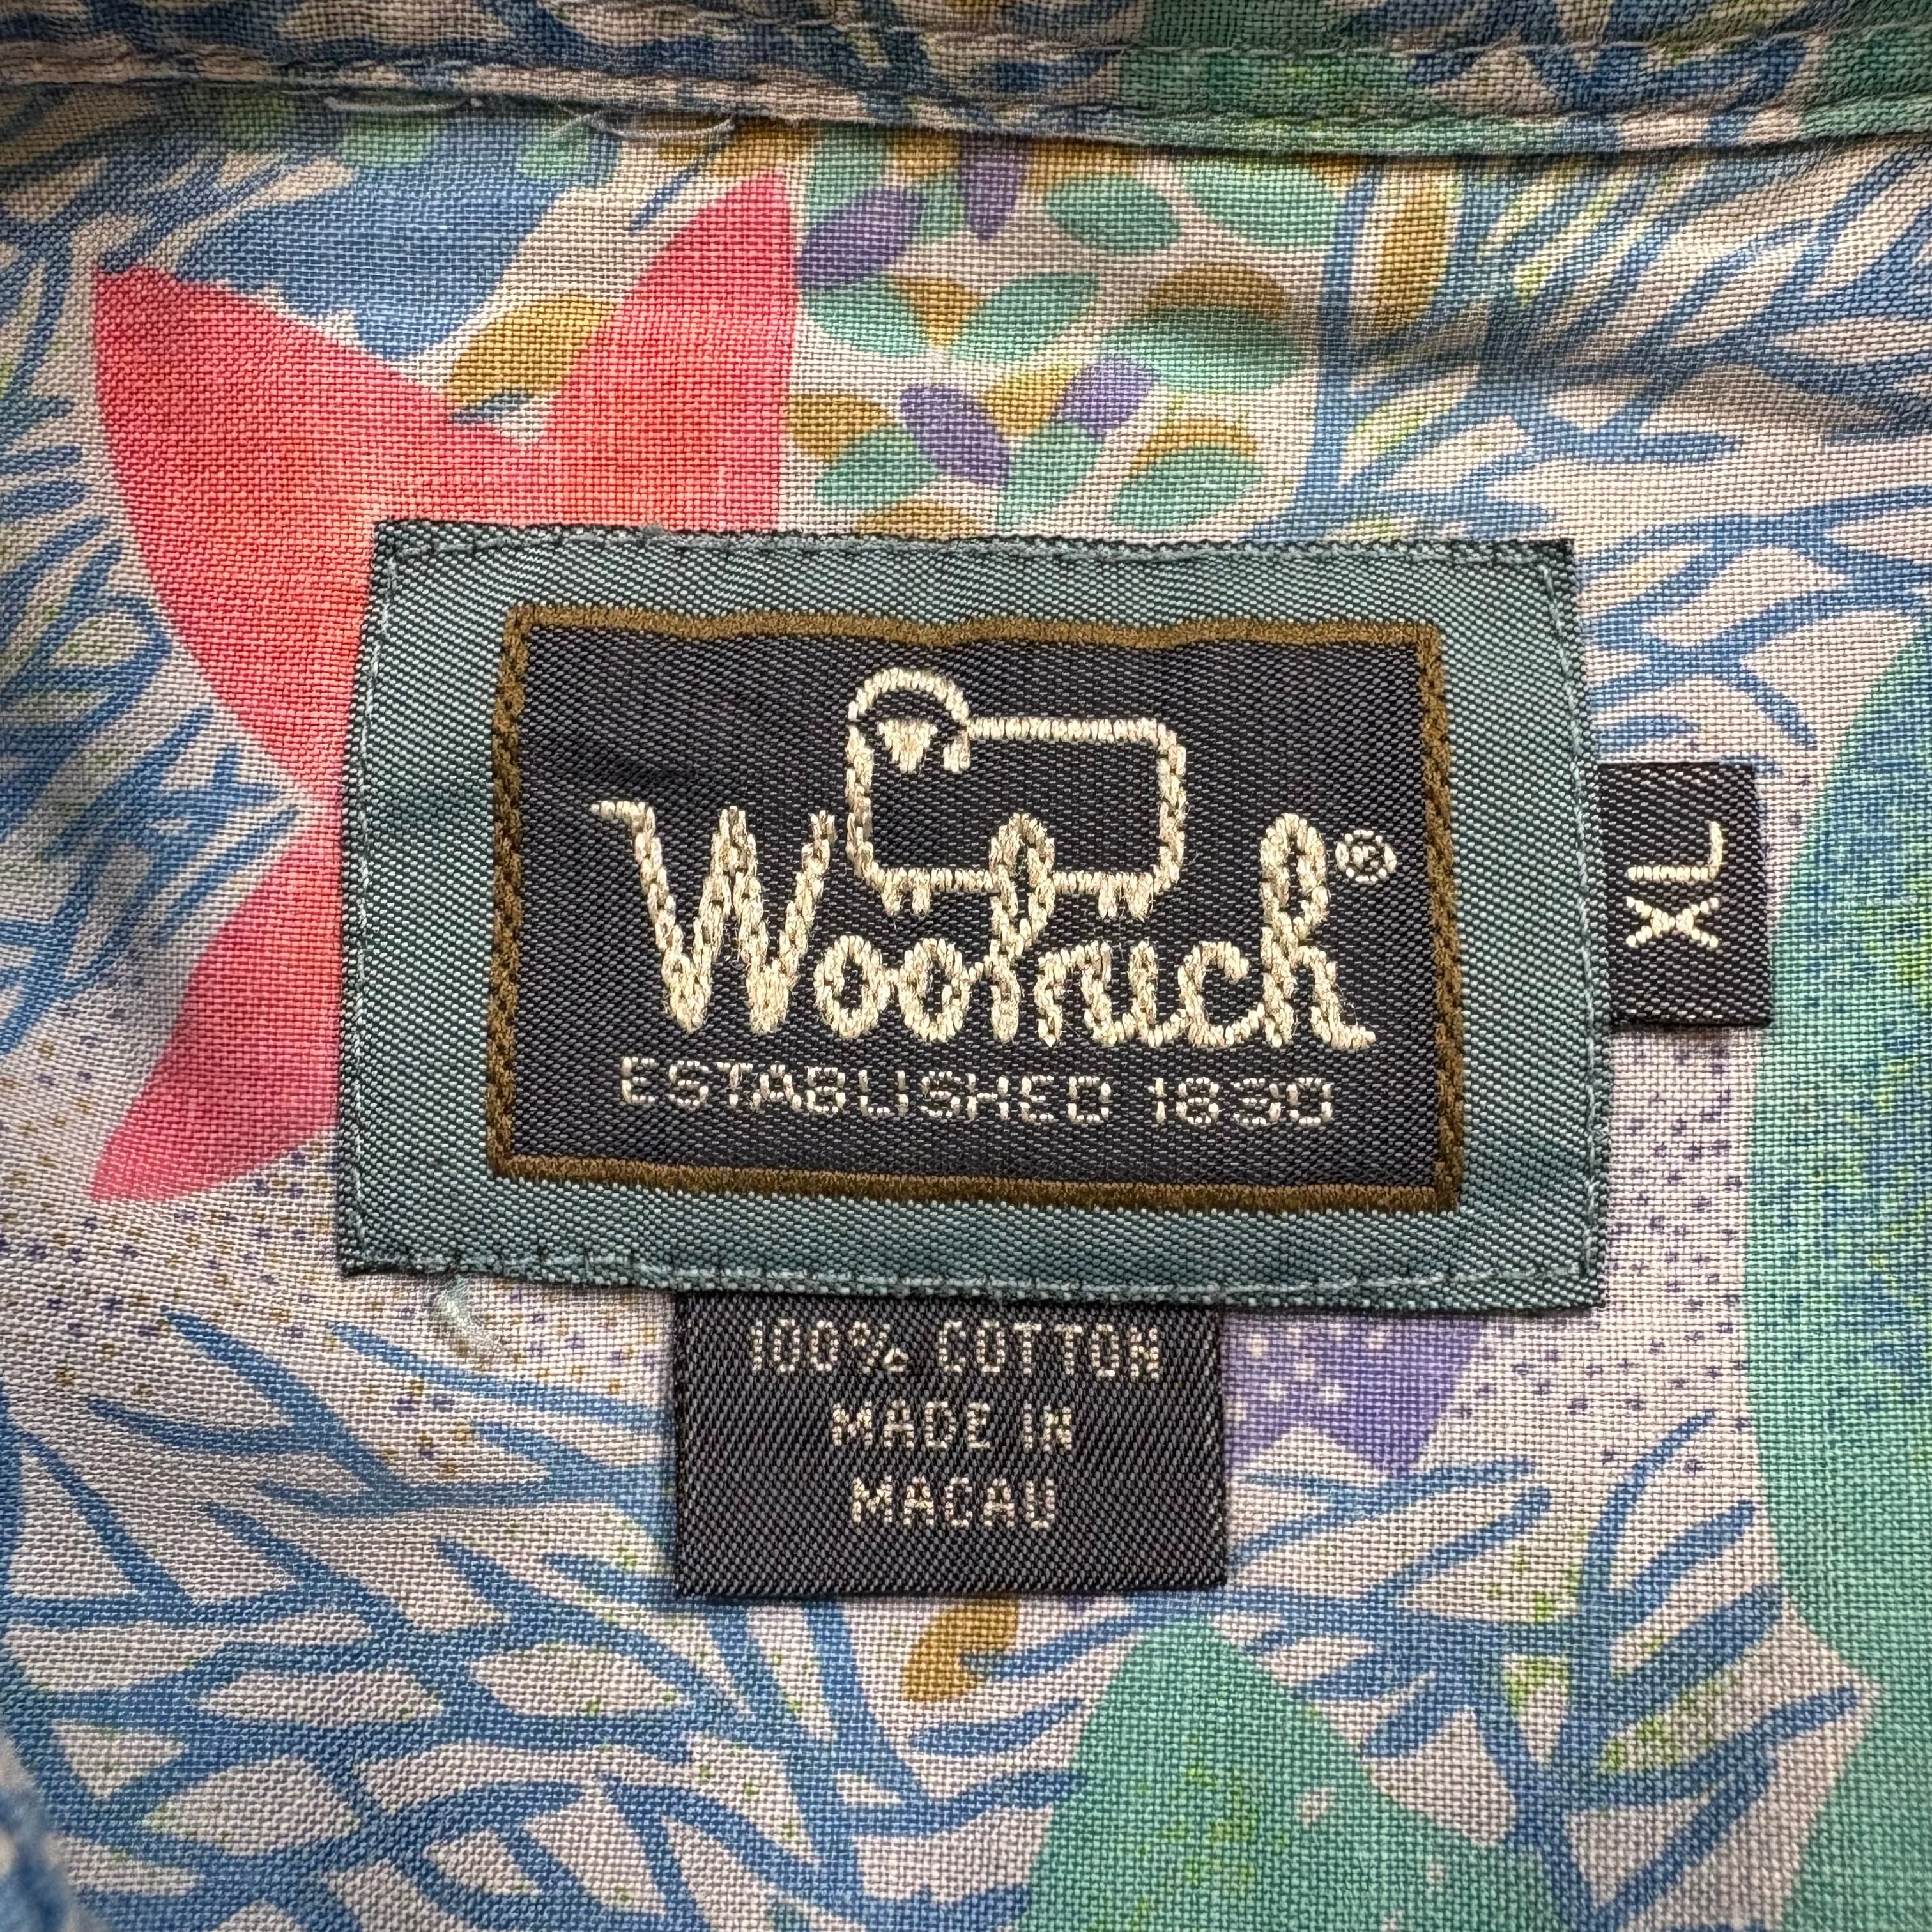 Woolrich®
ESTABLISHED 1830
XL
100% COTTON
MADE IN
MACAU